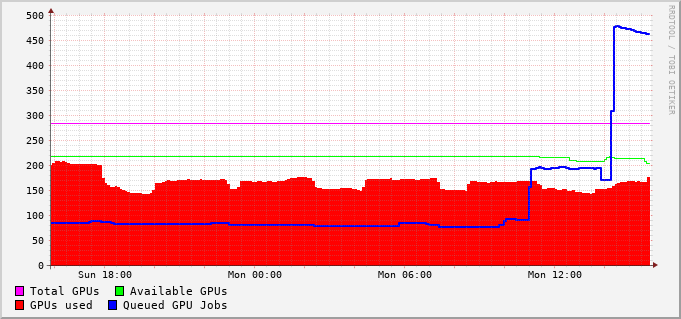 500
450
400
350
300
250
200
150
100
50
0
Sun 18:00 Mon 00:00 Mon 06:00 Mon 12:00
Total GPUs Available GPUs
GPUs used Queued GPU Jobs
RRDTOOL / TOBI OETIKER